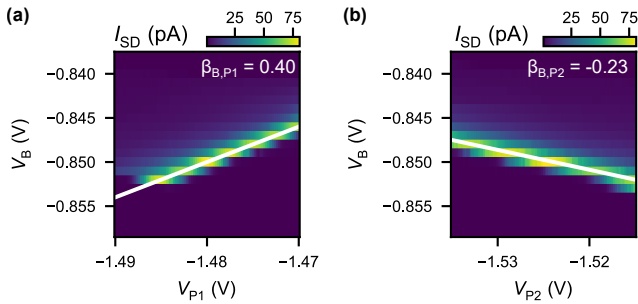 (a)
I_SD (pA)
25 50 75
β_B,P1 = 0.40
V_B (V)
−0.840
−0.845
−0.850
−0.855
−1.49 −1.48 −1.47
V_P1 (V)
(b)
I_SD (pA)
25 50 75
β_B,P2 = -0.23
V_B (V)
−0.840
−0.845
−0.850
−0.855
−1.53 −1.52
V_P2 (V)